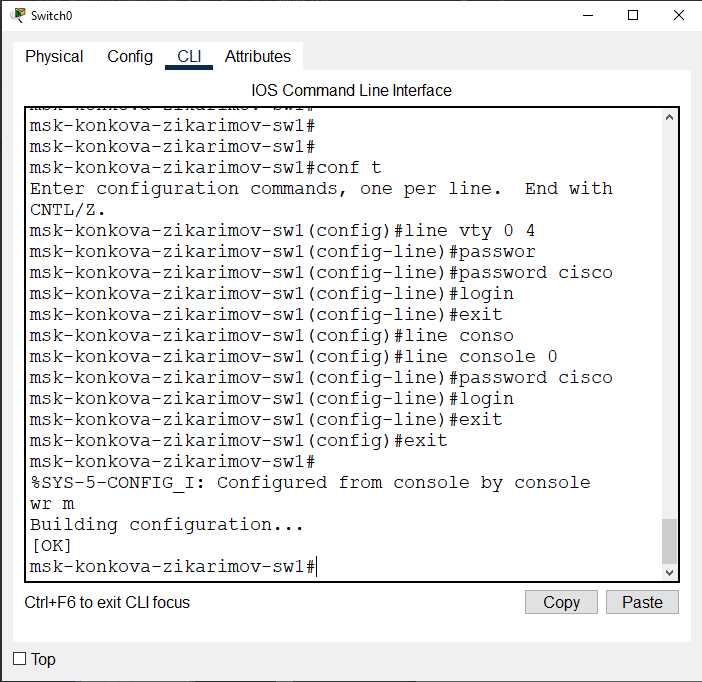 Switch0
Physical Config CLI Attributes
IOS Command Line Interface
msk-konkova-zikarimov-sw1#
msk-konkova-zikarimov-sw1#
msk-konkova-zikarimov-sw1#
msk-konkova-zikarimov-sw1#conf t
Enter configuration commands, one per line.  End with
CNTL/Z.
msk-konkova-zikarimov-sw1(config)#line vty 0 4
msk-konkova-zikarimov-sw1(config-line)#passwor
msk-konkova-zikarimov-sw1(config-line)#password cisco
msk-konkova-zikarimov-sw1(config-line)#login
msk-konkova-zikarimov-sw1(config-line)#exit
msk-konkova-zikarimov-sw1(config)#line conso
msk-konkova-zikarimov-sw1(config)#line console 0
msk-konkova-zikarimov-sw1(config-line)#password cisco
msk-konkova-zikarimov-sw1(config-line)#login
msk-konkova-zikarimov-sw1(config-line)#exit
msk-konkova-zikarimov-sw1(config)#exit
msk-konkova-zikarimov-sw1#
%SYS-5-CONFIG_I: Configured from console by console
wr m
Building configuration...
[OK]
msk-konkova-zikarimov-sw1#
Ctrl+F6 to exit CLI focus
Copy Paste
Top